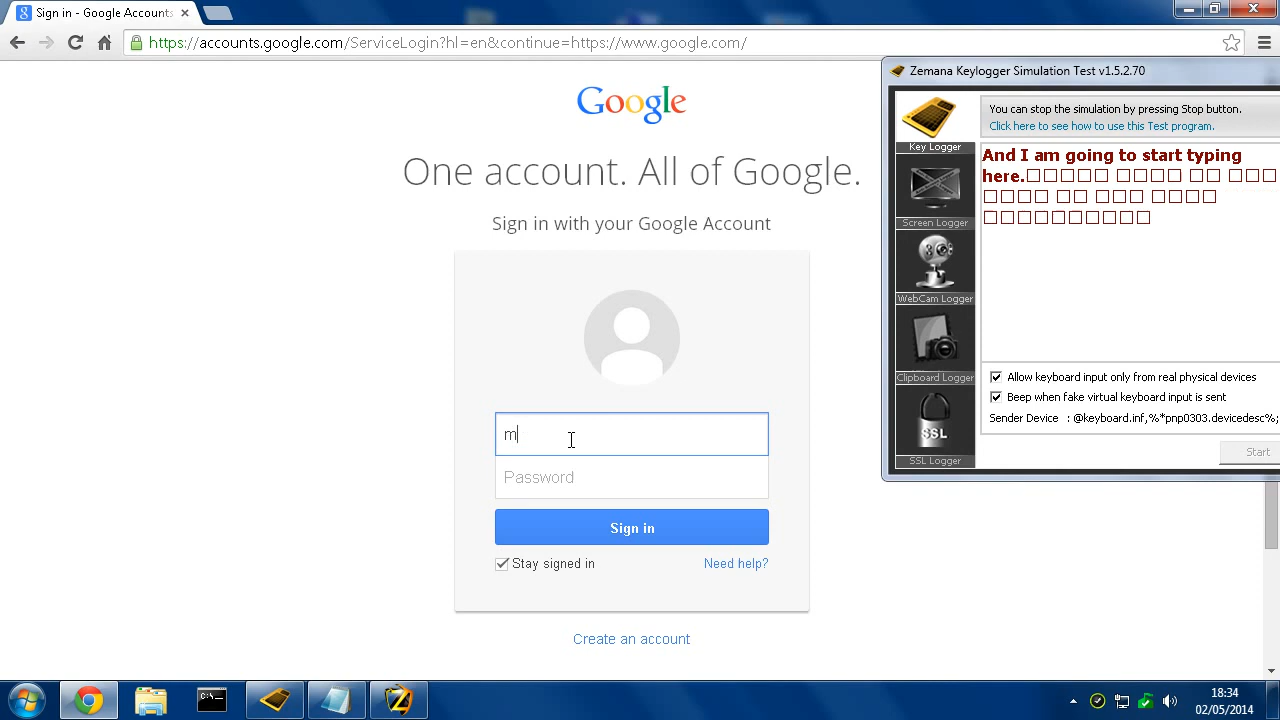 Sign in - Google Accounts
https://accounts.google.com/ServiceLogin?hl=en&continue=https://www.google.com/
Google
One account. All of Google.
Sign in with your Google Account
m
Password
Sign in
Stay signed in
Need help?
Create an account
Zemana Keylogger Simulation Test v1.5.2.70
You can stop the simulation by pressing Stop button.
Click here to see how to use this Test program.
Key Logger
Screen Logger
WebCam Logger
Clipboard Logger
SSL
SSL Logger
And I am going to start typing
here.□□□□□ □□□□ □□ □□□
□□□□ □□ □□□ □□□□
□□□□□□□□□□
Allow keyboard input only from real physical devices
Beep when fake virtual keyboard input is sent
Sender Device : @keyboard.inf,%*pnp0303.devicedesc%;
Start
18:34
02/05/2014